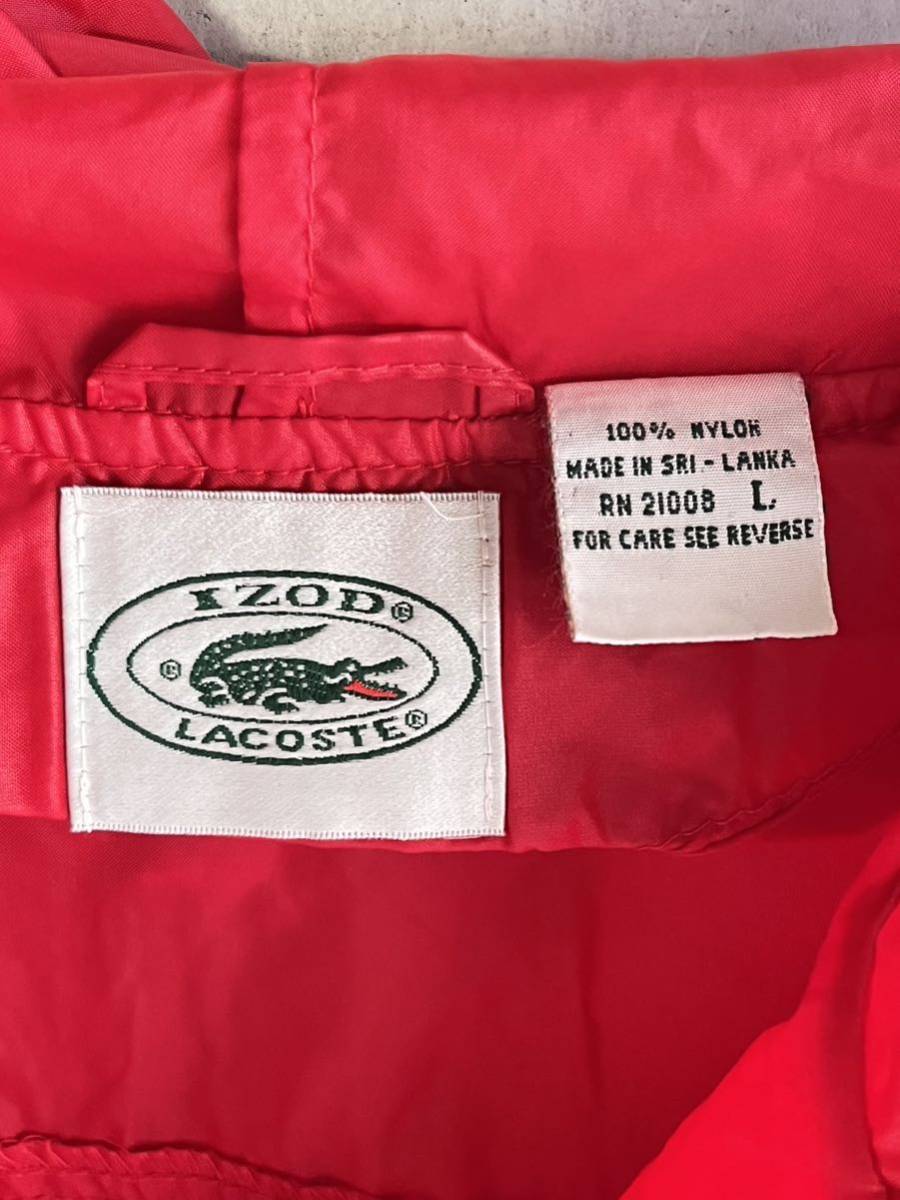 IZOD®
®
LACOSTE®
100% NYLON
MADE IN SRI-LANKA
RN 21008 L
FOR CARE SEE REVERSE